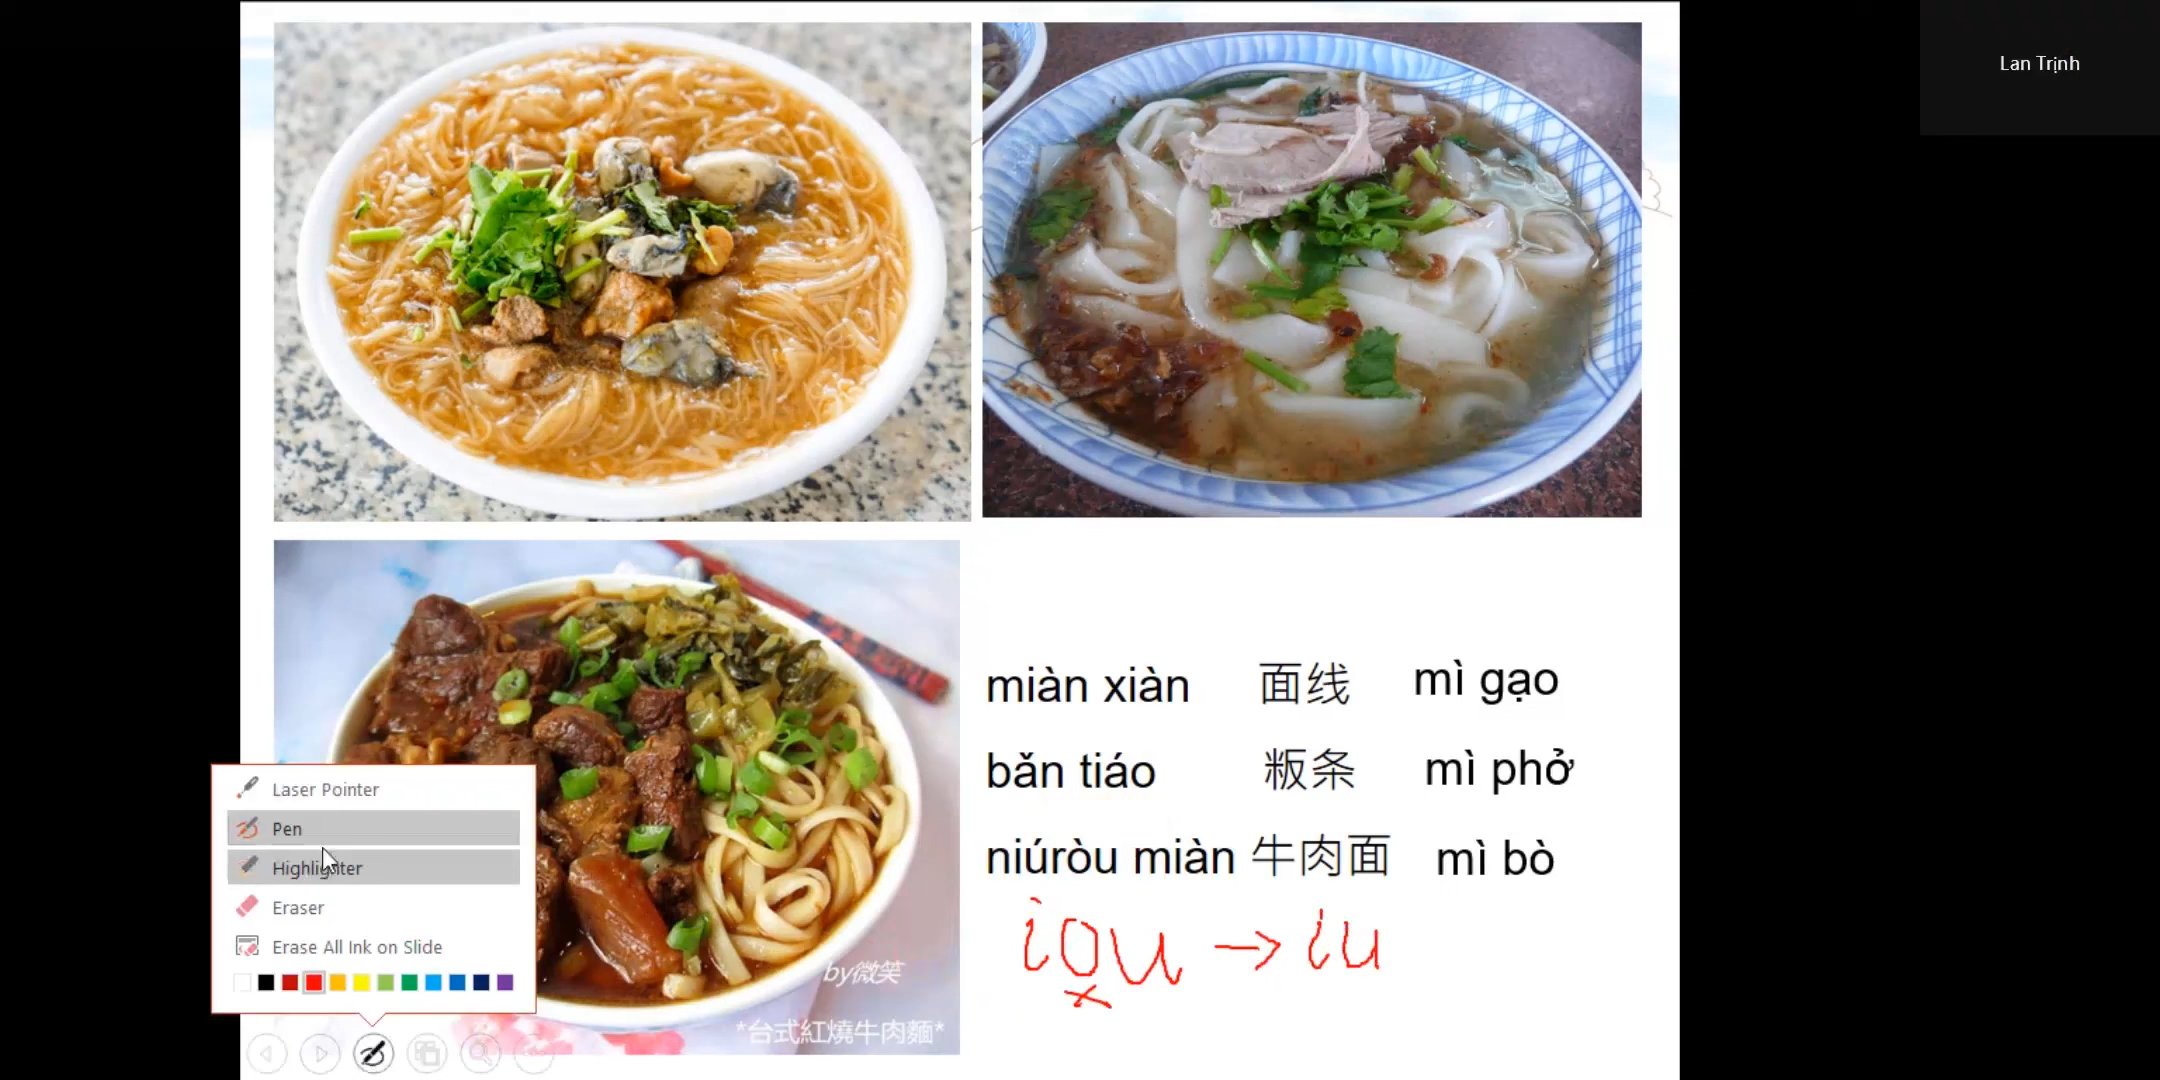 Lan Trịnh
miàn xiàn 面线 mì gạo
bǎn tiáo 粄条 mì phở
niúròu miàn 牛肉面 mì bò
iou → iu
Laser Pointer
Pen
Highlighter
Eraser
Erase All Ink on Slide
by微笑
*台式紅燒牛肉麵*